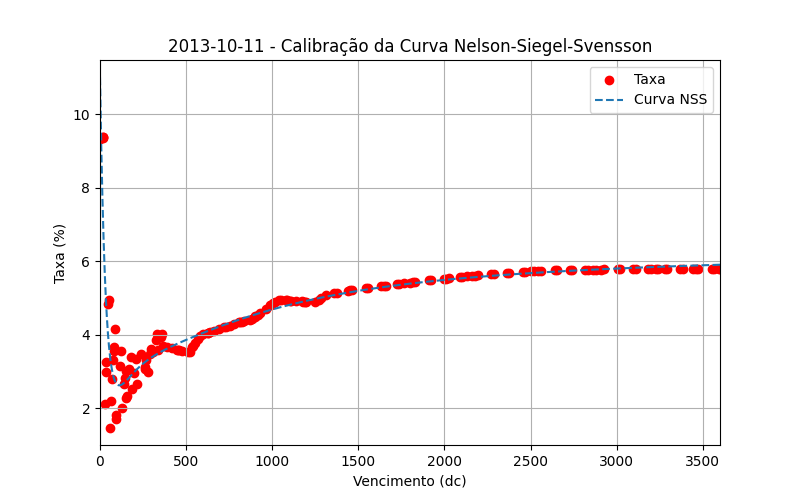 2013-10-11 - Calibração da Curva Nelson-Siegel-Svensson
Taxa
Curva NSS
Taxa (%)
10
8
6
4
2
0 500 1000 1500 2000 2500 3000 3500
Vencimento (dc)